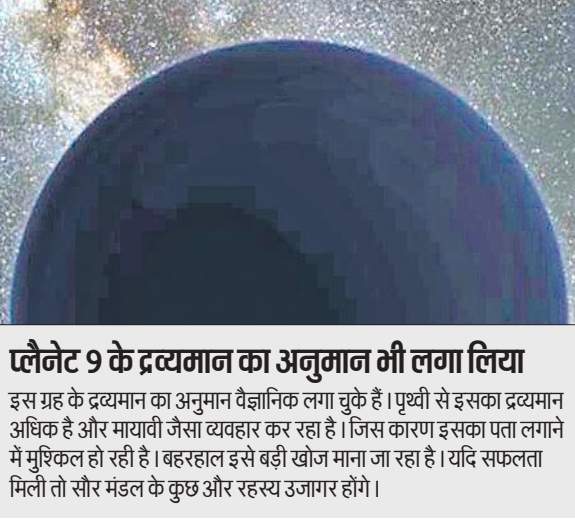 प्लैनेट 9 के द्रव्यमान का अनुमान भी लगा लिया
इस ग्रह के द्रव्यमान का अनुमान वैज्ञानिक लगा चुके हैं । पृथ्वी से इसका द्रव्यमान
अधिक है और मायावी जैसा व्यवहार कर रहा है । जिस कारण इसका पता लगाने
में मुश्किल हो रही है । बहरहाल इसे बड़ी खोज माना जा रहा है । यदि सफलता
मिली तो सौर मंडल के कुछ और रहस्य उजागर होंगे ।